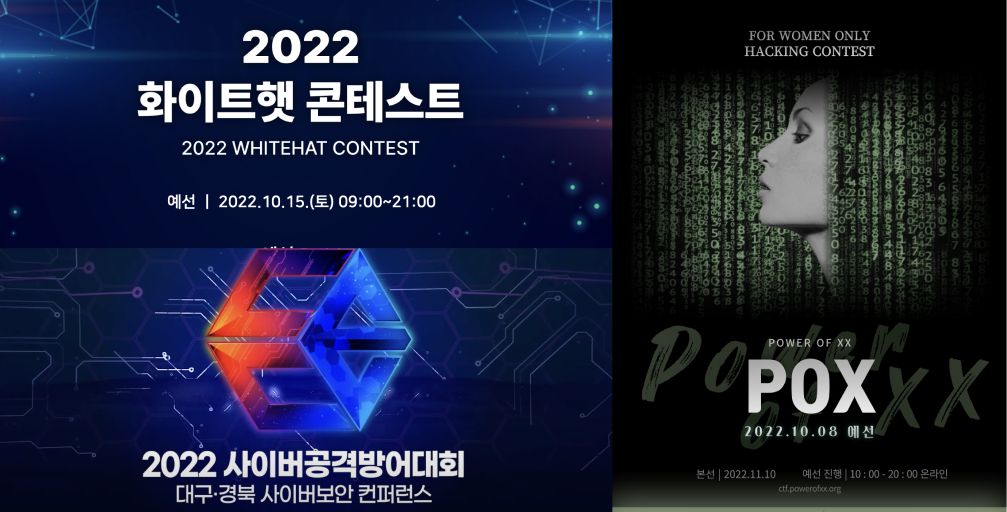 2022
화이트햇 콘테스트
2022 WHITEHAT CONTEST
예선 | 2022.10.15.(토) 09:00~21:00
2022 사이버공격방어대회
대구·경북 사이버보안 컨퍼런스
FOR WOMEN ONLY
HACKING CONTEST
Power
of XX
POWER OF XX
POX
2022.10.08 예선
본선 | 2022.11.10 예선 진행 | 10 : 00 - 20 : 00 온라인
ctf.powerofxx.org